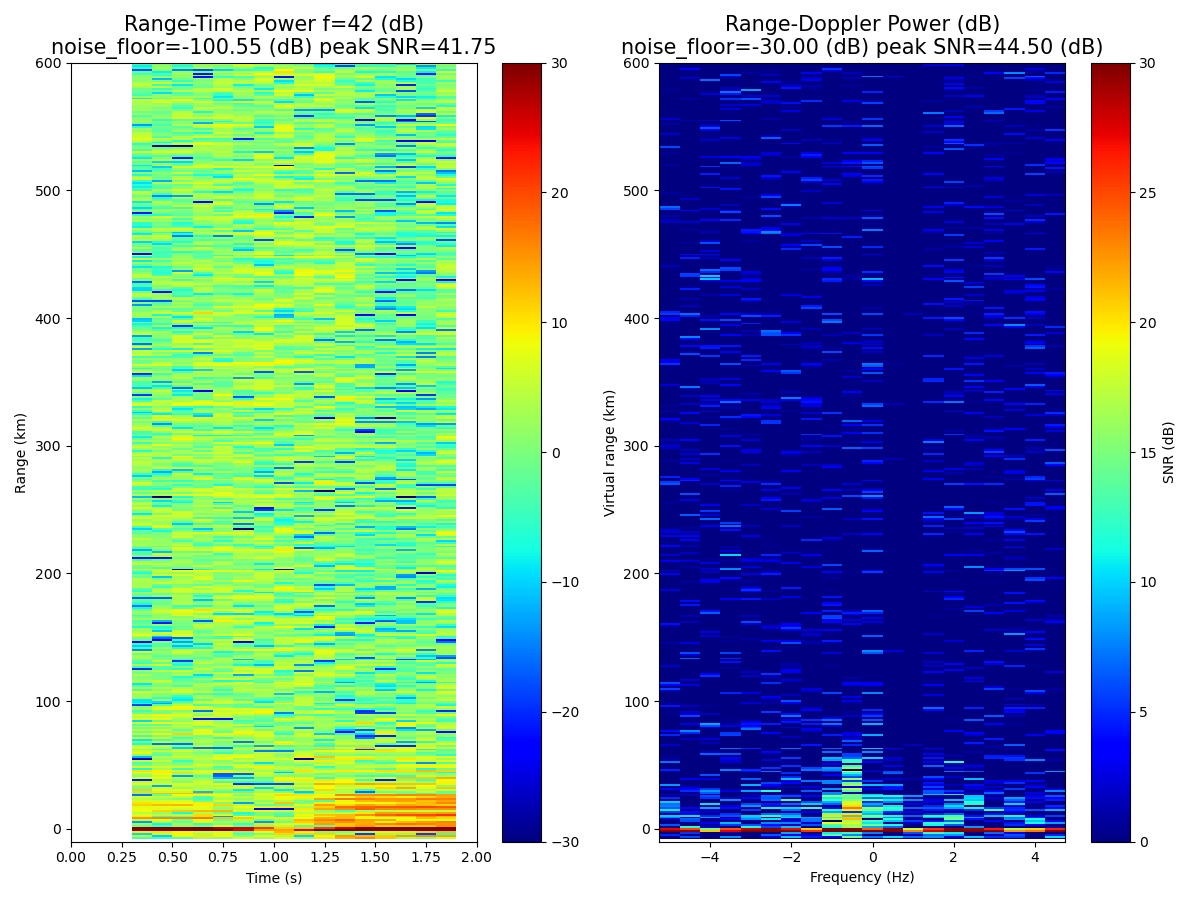 Range-Time Power f=42 (dB)
noise_floor=-100.55 (dB) peak SNR=41.75
600
500
400
300
200
100
0
Range (km)
0.00 0.25 0.50 0.75 1.00 1.25 1.50 1.75 2.00
Time (s)
30
20
10
0
−10
−20
−30
Range-Doppler Power (dB)
noise_floor=-30.00 (dB) peak SNR=44.50 (dB)
600
500
400
300
200
100
0
Virtual range (km)
−4 −2 0 2 4
Frequency (Hz)
30
25
20
15
10
5
0
SNR (dB)